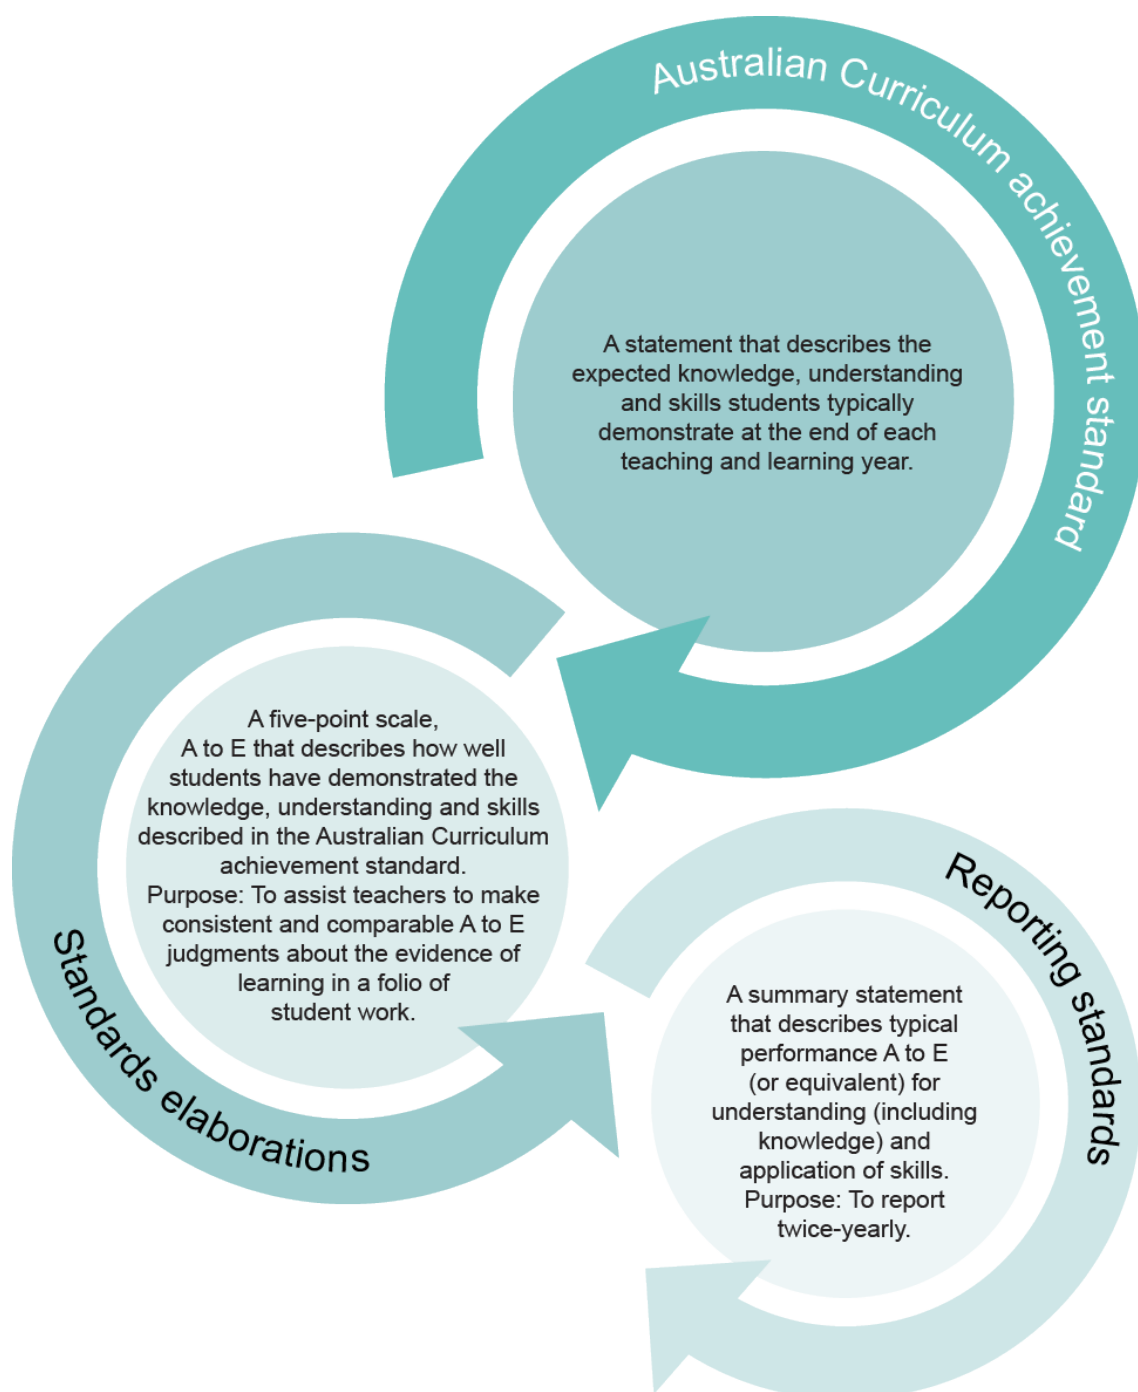 Australian Curriculum achievement standard
A statement that describes the
expected knowledge, understanding
and skills students typically
demonstrate at the end of each
teaching and learning year.
Standards elaborations
A five-point scale,
A to E that describes how well
students have demonstrated the
knowledge, understanding and skills
described in the Australian Curriculum
achievement standard.
Purpose: To assist teachers to make
consistent and comparable A to E
judgments about the evidence of
learning in a folio of
student work.
Reporting standards
A summary statement
that describes typical
performance A to E
(or equivalent) for
understanding (including
knowledge) and
application of skills.
Purpose: To report
twice-yearly.